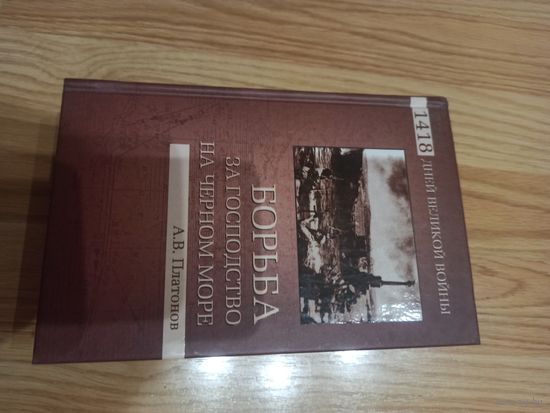 1418 ДНЕЙ ВЕЛИКОЙ ВОЙНЫ
БОРЬБА
ЗА ГОСПОДСТВО
НА ЧЕРНОМ МОРЕ
А.В. Платонов